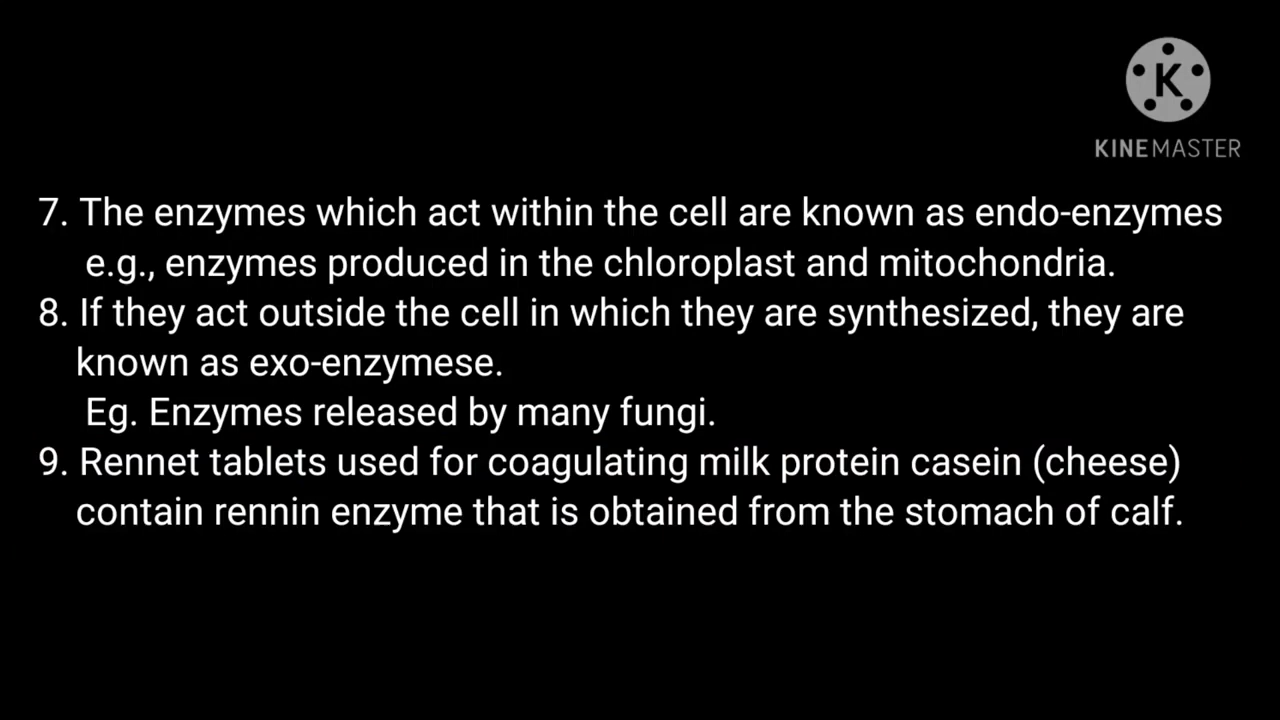 K
KINEMASTER
7. The enzymes which act within the cell are known as endo-enzymes
e.g., enzymes produced in the chloroplast and mitochondria.
8. If they act outside the cell in which they are synthesized, they are
known as exo-enzymese.
Eg. Enzymes released by many fungi.
9. Rennet tablets used for coagulating milk protein casein (cheese)
contain rennin enzyme that is obtained from the stomach of calf.